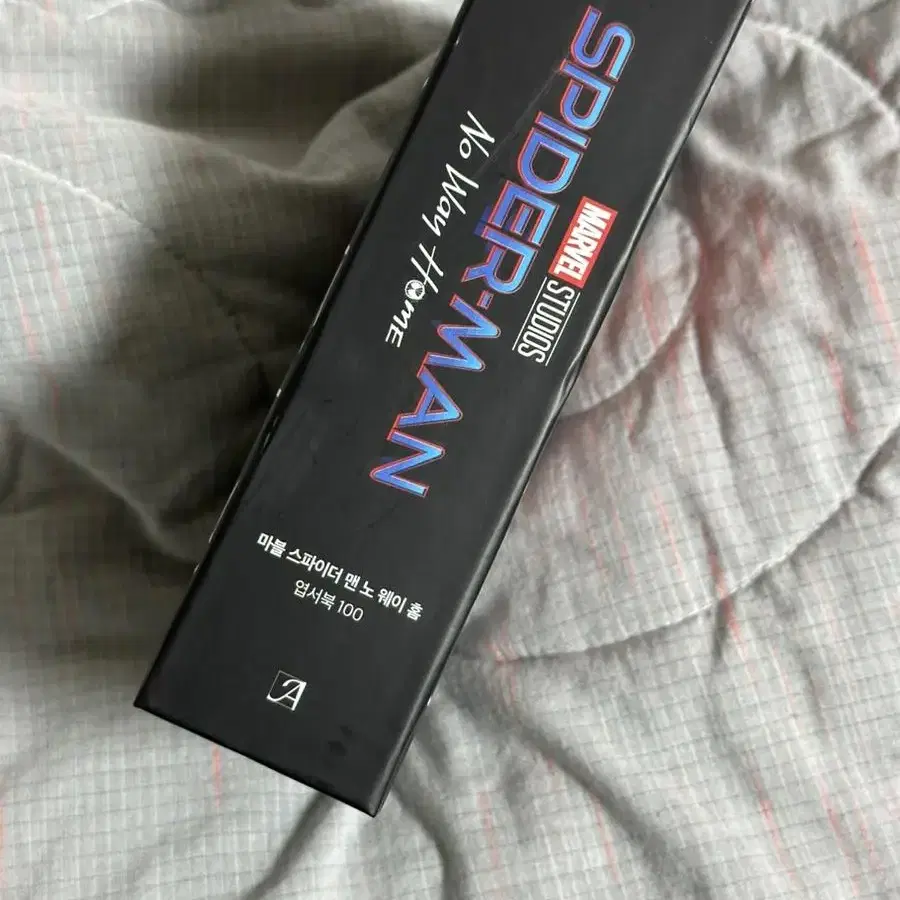 MARVEL STUDIOS
SPIDER-MAN
No Way Home
마블 스파이더 맨 노 웨이 홈
엽서북 100